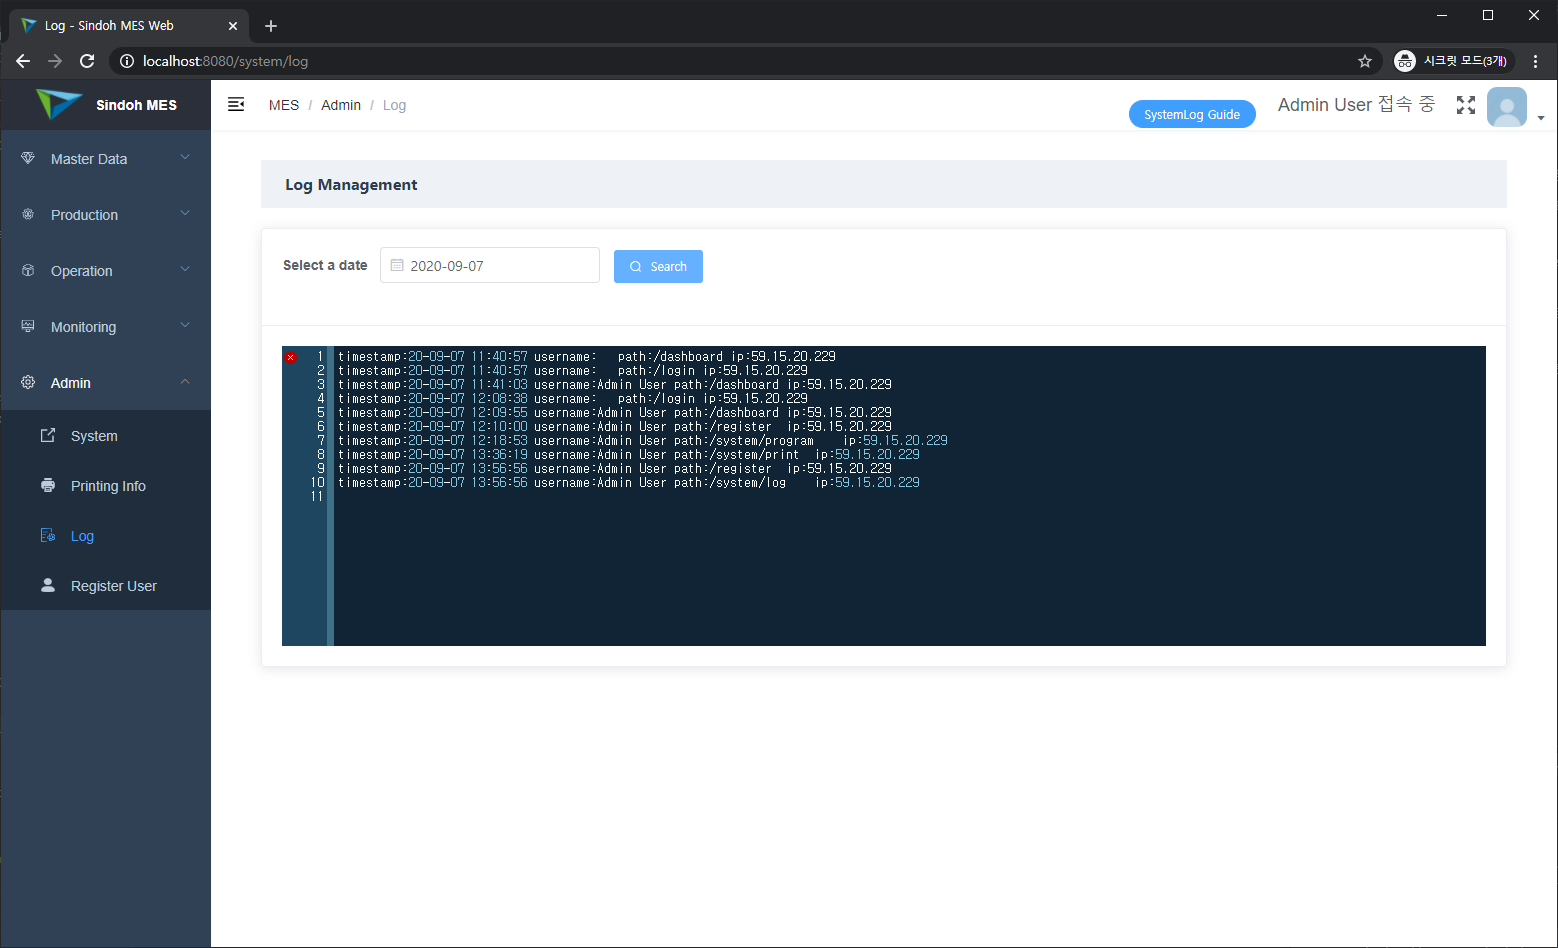 Log - Sindoh MES Web
localhost:8080/system/log
시크릿 모드(3개)
Sindoh MES
MES / Admin / Log
SystemLog Guide
Admin User 접속 중
Master Data
Production
Operation
Monitoring
Admin
System
Printing Info
Log
Register User
Log Management
Select a date
2020-09-07
Search
1 timestamp:20-09-07 11:40:57 username: path:/dashboard ip:59.15.20.229
2 timestamp:20-09-07 11:40:57 username: path:/login ip:59.15.20.229
3 timestamp:20-09-07 11:41:03 username:Admin User path:/dashboard ip:59.15.20.229
4 timestamp:20-09-07 12:08:38 username: path:/login ip:59.15.20.229
5 timestamp:20-09-07 12:09:55 username:Admin User path:/dashboard ip:59.15.20.229
6 timestamp:20-09-07 12:10:00 username:Admin User path:/register ip:59.15.20.229
7 timestamp:20-09-07 12:18:53 username:Admin User path:/system/program ip:59.15.20.229
8 timestamp:20-09-07 13:36:19 username:Admin User path:/system/print ip:59.15.20.229
9 timestamp:20-09-07 13:56:56 username:Admin User path:/register ip:59.15.20.229
10 timestamp:20-09-07 13:56:56 username:Admin User path:/system/log ip:59.15.20.229
11